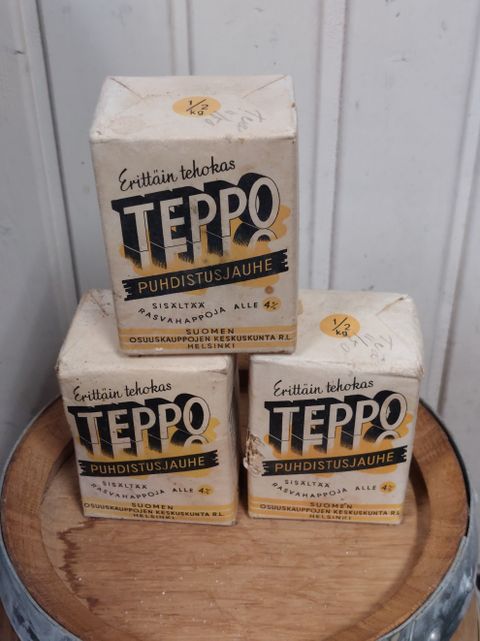 1/2
kg
Erittäin tehokas
TEPPO
PUHDISTUSJAUHE
SISÄLTÄÄ
RASVAHAPPOJA ALLE 4%
SUOMEN
OSUUSKAUPPOJEN KESKUSKUNTA R.L.
HELSINKI
Erittäin tehokas
TEPPO
PUHDISTUSJAUHE
SISÄLTÄÄ
RASVAHAPPOJA ALLE 4%
SUOMEN
OSUUSKAUPPOJEN KESKUSKUNTA R.L.
HELSINKI
1/2
kg
Erittäin tehokas
TEPPO
PUHDISTUSJAUHE
SISÄLTÄÄ
RASVAHAPPOJA ALLE 4%
SUOMEN
OSUUSKAUPPOJEN KESKUSKUNTA R.L.
HELSINKI